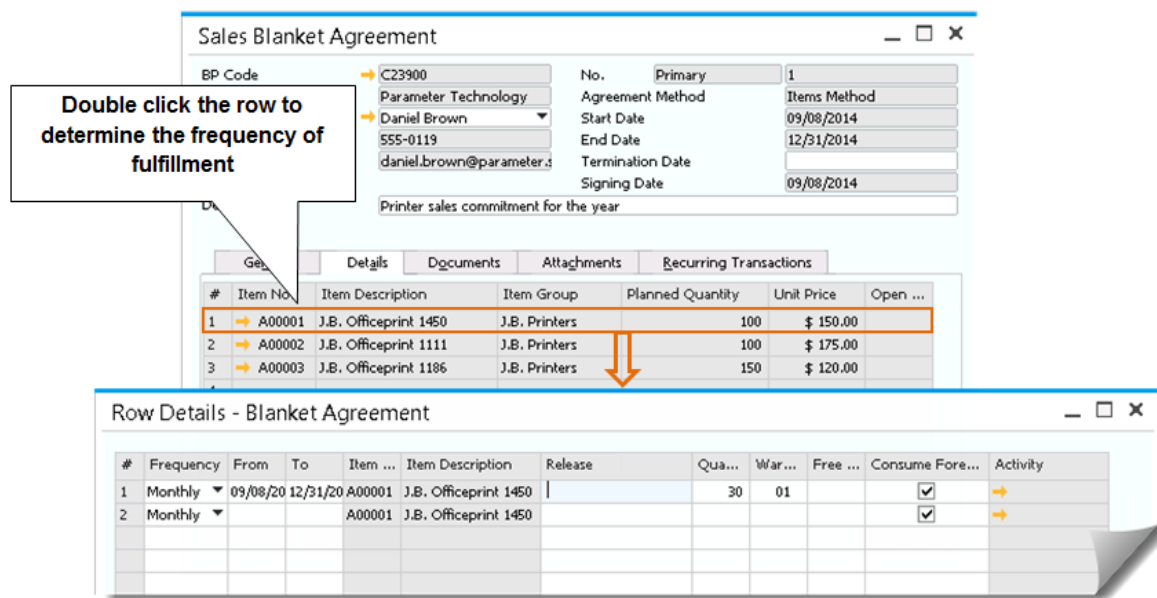 Sales Blanket Agreement
BP Code C23900 No. Primary 1
Double click the row to
determine the frequency of
fulfillment
Parameter Technology Agreement Method Items Method
Daniel Brown Start Date 09/08/2014
555-0119 End Date 12/31/2014
daniel.brown@parameter.s Termination Date
Signing Date 09/08/2014
Printer sales commitment for the year
Details Documents Attachments Recurring Transactions
# Item No Item Description Item Group Planned Quantity Unit Price Open ...
1 A00001 J.B. Officeprint 1450 J.B. Printers 100 $ 150.00
2 A00002 J.B. Officeprint 1111 J.B. Printers 100 $ 175.00
3 A00003 J.B. Officeprint 1186 J.B. Printers 150 $ 120.00
Row Details - Blanket Agreement
# Frequency From To Item ... Item Description Release Qua... War... Free ... Consume Fore... Activity
1 Monthly 09/08/20 12/31/20 A00001 J.B. Officeprint 1450 30 01
2 Monthly A00001 J.B. Officeprint 1450